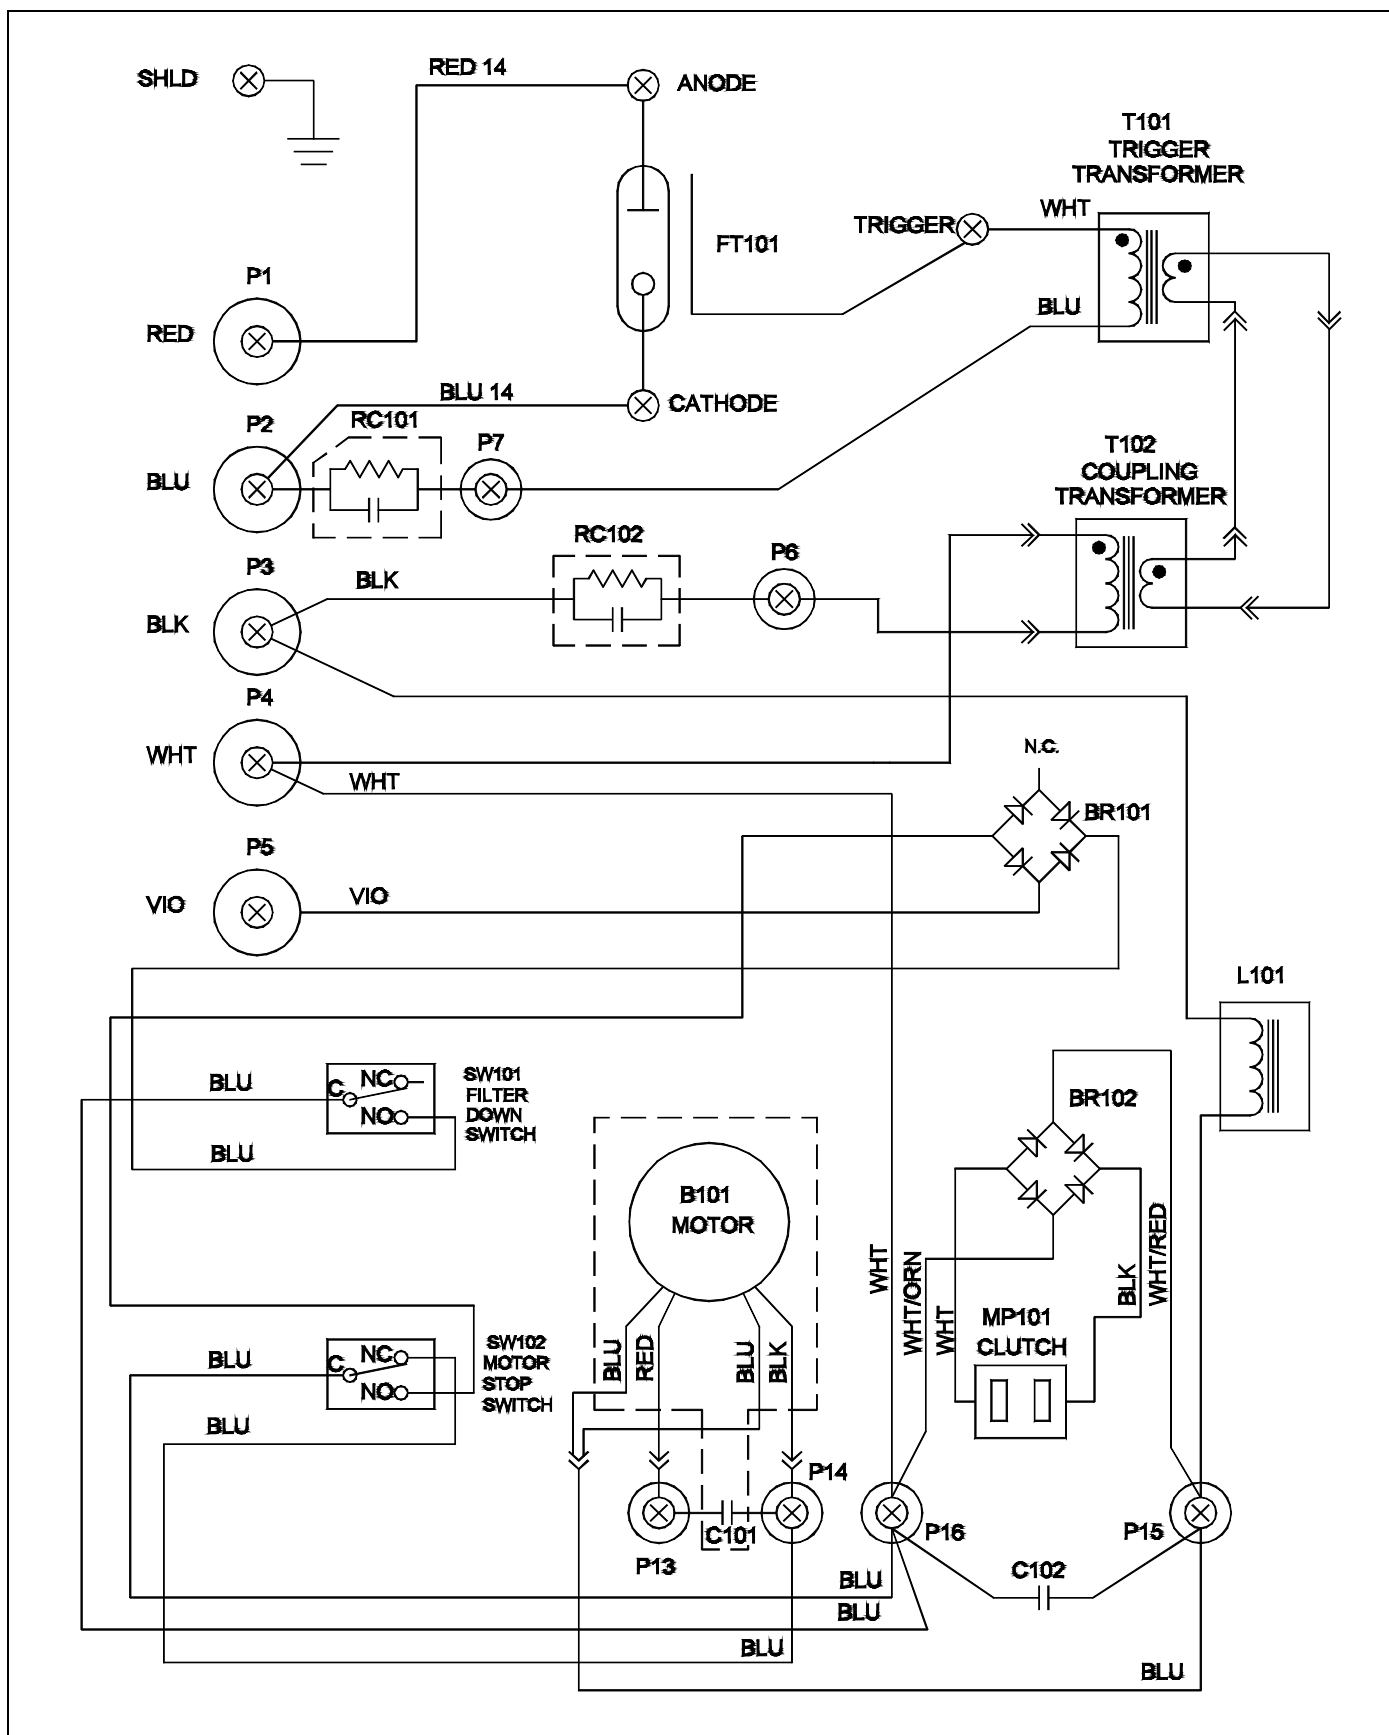 RED 14
SHLD
ANODE
T101
TRIGGER
TRANSFORMER
WHT
TRIGGER
FT101
P1
RED
BLU
BLU 14
CATHODE
P2
RC101
P7
T102
COUPLING
TRANSFORMER
BLU
RC102
P6
P3
BLK
BLK
P4
WHT
WHT
N.C.
BR101
P5
VIO
VIO
L101
BLU
C
NC
NO
SW101
FILTER
DOWN
SWITCH
BLU
BR102
B101
MOTOR
WHT
WHT/ORN
WHT
BLK
WHT/RED
MP101
CLUTCH
BLU
C
NC
NO
SW102
MOTOR
STOP
SWITCH
BLU
RED
BLU
BLK
BLU
P14
C101
P13
P16
P15
C102
BLU
BLU
BLU
BLU